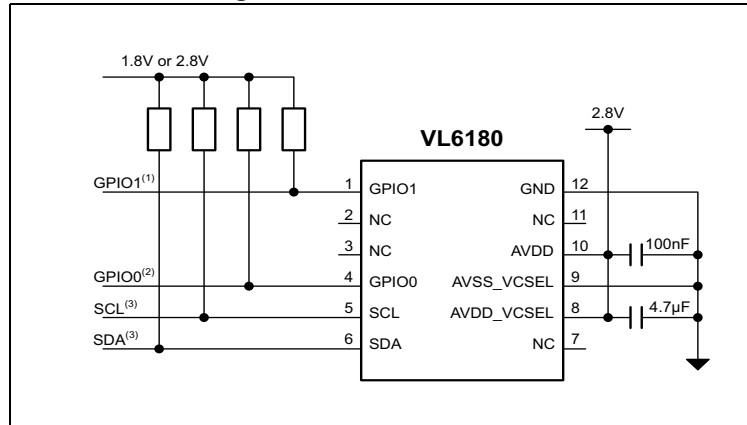 1.8V or 2.8V
2.8V
VL6180
GPIO1(1)
1 GPIO1
GND 12
2 NC
NC 11
3 NC
AVDD 10
100nF
GPIO0(2)
4 GPIO0
AVSS_VCSEL 9
SCL(3)
5 SCL
AVDD_VCSEL 8
4.7µF
SDA(3)
6 SDA
NC 7